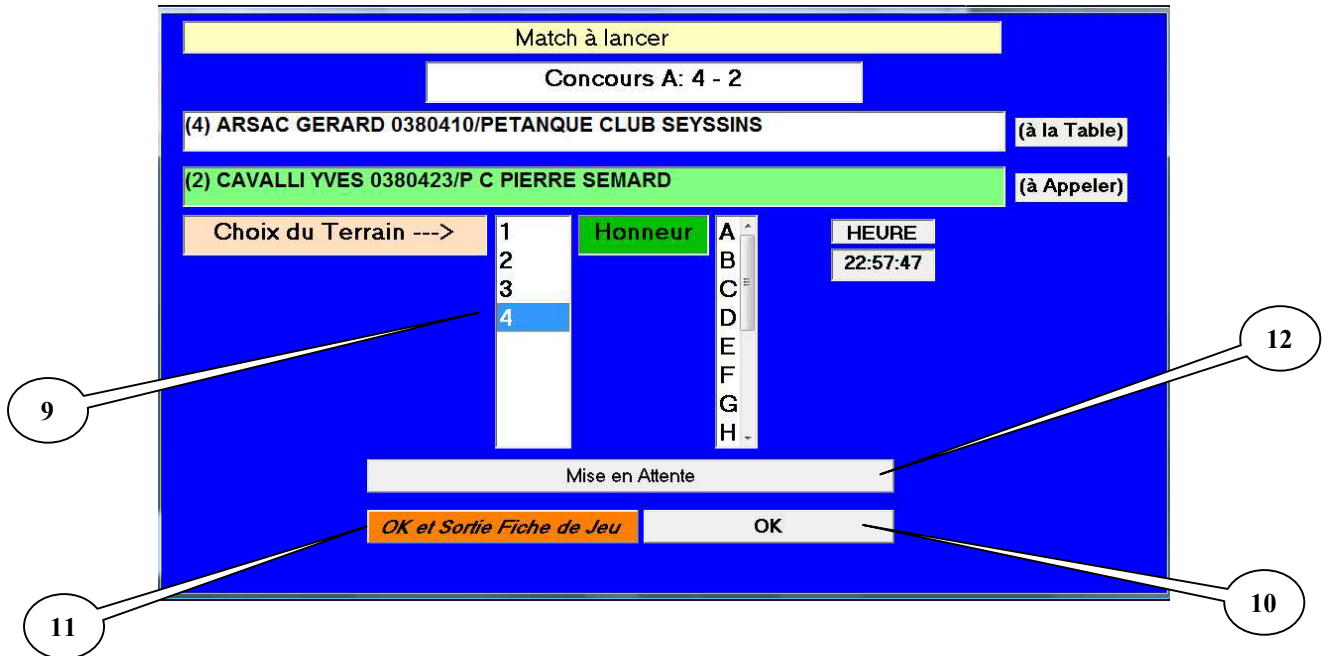 Match à lancer
Concours A: 4 - 2
(4) ARSAC GERARD 0380410/PETANQUE CLUB SEYSSINS
(à la Table)
(2) CAVALLI YVES 0380423/P C PIERRE SEMARD
(à Appeler)
Choix du Terrain --->
1
2
3
4
Honneur
A
B
C
D
E
F
G
H
HEURE
22:57:47
12
9
Mise en Attente
OK et Sortie Fiche de Jeu
OK
10
11